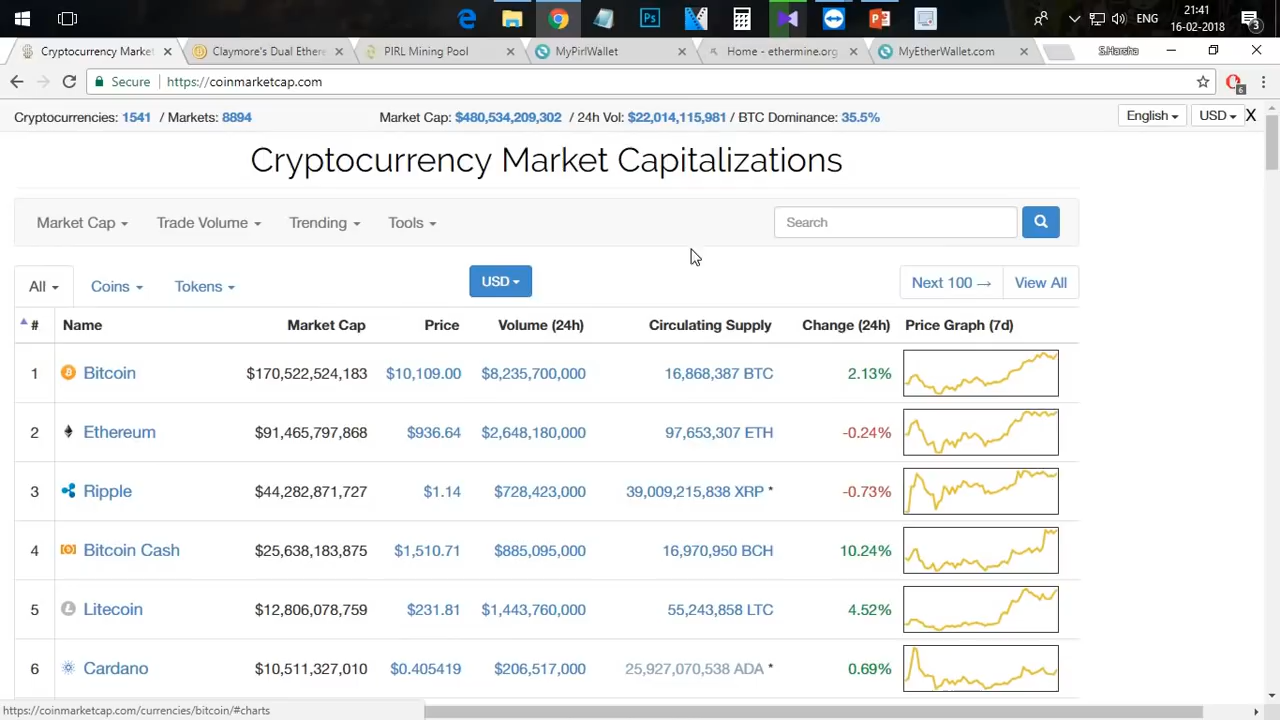 21:41
ENG
16-02-2018
Cryptocurrency Market
Claymore's Dual Ethere
PIRL Mining Pool
MyPirlWallet
Home - ethermine.org
MyEtherWallet.com
S.Harsha
Secure
https://coinmarketcap.com
6
Cryptocurrencies: 1541 / Markets: 8894
Market Cap: $480,534,209,302 / 24h Vol: $22,014,115,981 / BTC Dominance: 35.5%
English
USD
X
Cryptocurrency Market Capitalizations
Market Cap Trade Volume Trending Tools
Search
All Coins Tokens
USD
Next 100 → View All
# Name Market Cap Price Volume (24h) Circulating Supply Change (24h) Price Graph (7d)
1 Bitcoin $170,522,524,183 $10,109.00 $8,235,700,000 16,868,387 BTC 2.13%
2 Ethereum $91,465,797,868 $936.64 $2,648,180,000 97,653,307 ETH -0.24%
3 Ripple $44,282,871,727 $1.14 $728,423,000 39,009,215,838 XRP * -0.73%
4 Bitcoin Cash $25,638,183,875 $1,510.71 $885,095,000 16,970,950 BCH 10.24%
5 Litecoin $12,806,078,759 $231.81 $1,443,760,000 55,243,858 LTC 4.52%
6 Cardano $10,511,327,010 $0.405419 $206,517,000 25,927,070,538 ADA * 0.69%
https://coinmarketcap.com/currencies/bitcoin/#charts